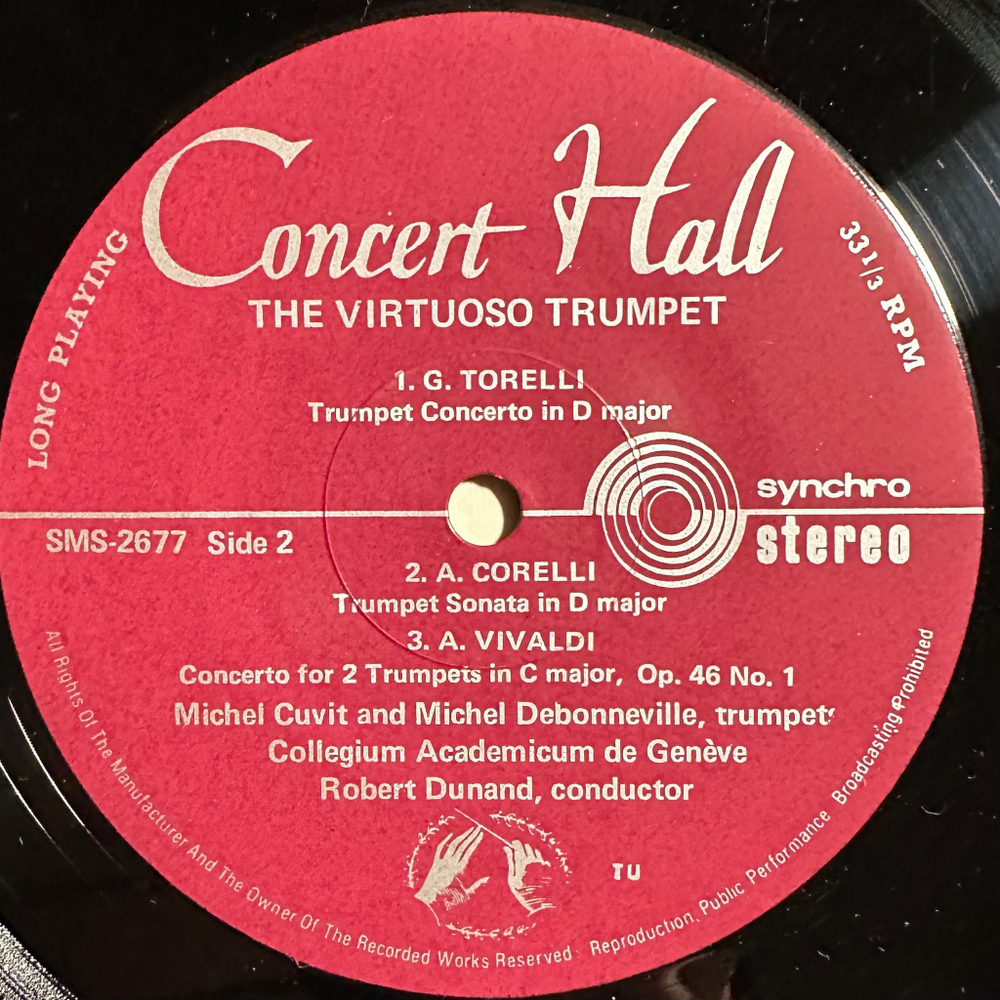 Concert Hall
LONG PLAYING
33 1/3 RPM
THE VIRTUOSO TRUMPET
1. G. TORELLI
Trumpet Concerto in D major
synchro
stereo
SMS-2677 Side 2
2. A. CORELLI
Trumpet Sonata in D major
3. A. VIVALDI
Concerto for 2 Trumpets in C major, Op. 46 No. 1
Michel Cuvit and Michel Debonneville, trumpets
Collegium Academicum de Genève
Robert Dunand, conductor
TU
All Rights Of The Manufacturer And The Owner Of The Recorded Works Reserved. Reproduction. Public Performance Broadcasting Prohibited